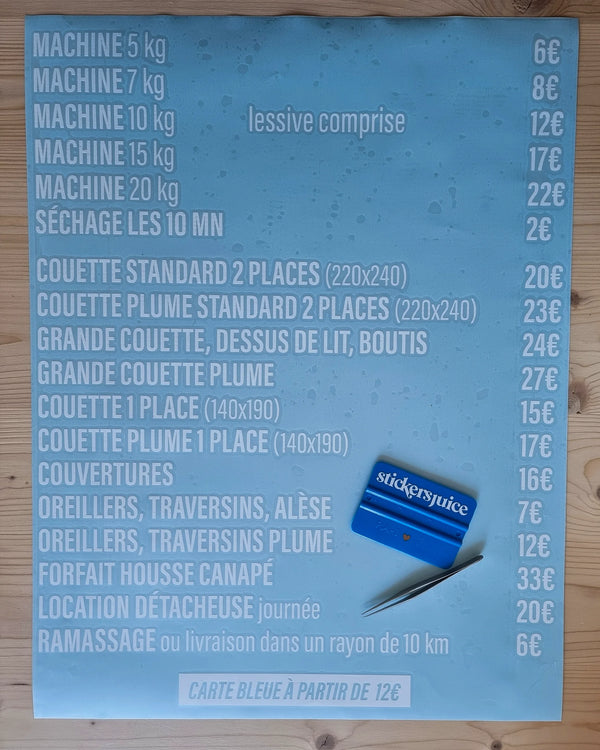 MACHINE 5 kg 6€
MACHINE 7 kg 8€
MACHINE 10 kg lessive comprise 12€
MACHINE 15 kg 17€
MACHINE 20 kg 22€
SÉCHAGE LES 10 MN 2€
COUETTE STANDARD 2 PLACES (220x240) 20€
COUETTE PLUME STANDARD 2 PLACES (220x240) 23€
GRANDE COUETTE, DESSUS DE LIT, BOUTIS 24€
GRANDE COUETTE PLUME 27€
COUETTE 1 PLACE (140x190) 15€
COUETTE PLUME 1 PLACE (140x190) 17€
COUVERTURES 16€
OREILLERS, TRAVERSINS, ALÈSE 7€
OREILLERS, TRAVERSINS PLUME 12€
FORFAIT HOUSSE CANAPÉ 33€
LOCATION DÉTACHEUSE journée 20€
RAMASSAGE ou livraison dans un rayon de 10 km 6€
CARTE BLEUE À PARTIR DE 12€
stickersjuice